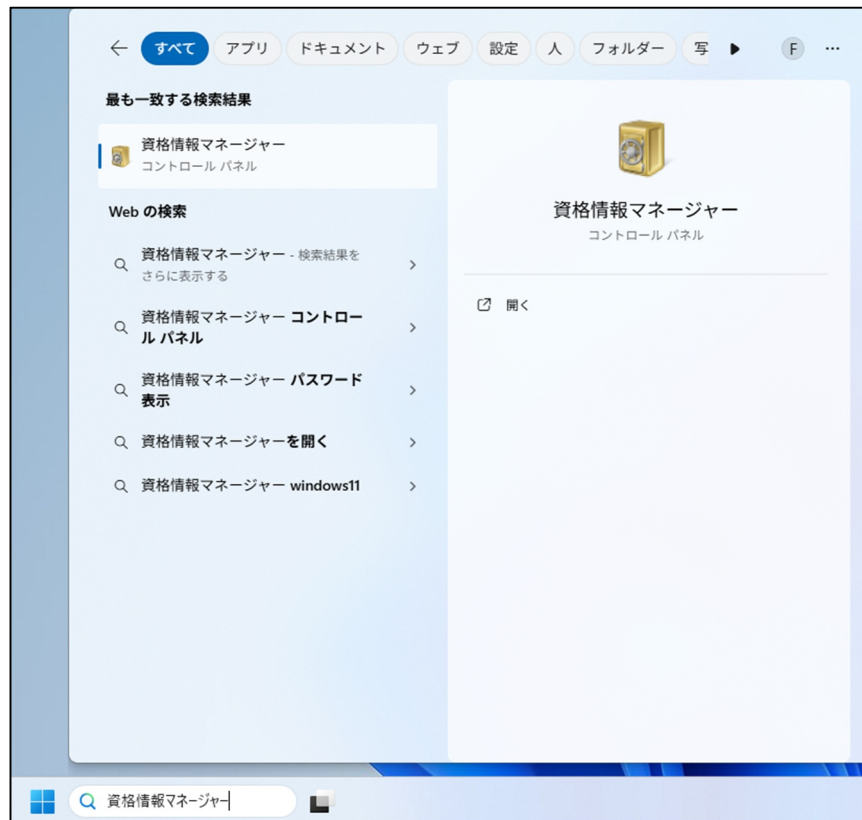 すべて アプリ ドキュメント ウェブ 設定 人 フォルダー 写 F ...
最も一致する検索結果
資格情報マネージャー
コントロール パネル
Web の検索
資格情報マネージャー - 検索結果を
さらに表示する
資格情報マネージャー コントロー
ル パネル
資格情報マネージャー パスワード
表示
資格情報マネージャーを開く
資格情報マネージャー windows11
資格情報マネージャー
コントロール パネル
開く
資格情報マネージャー